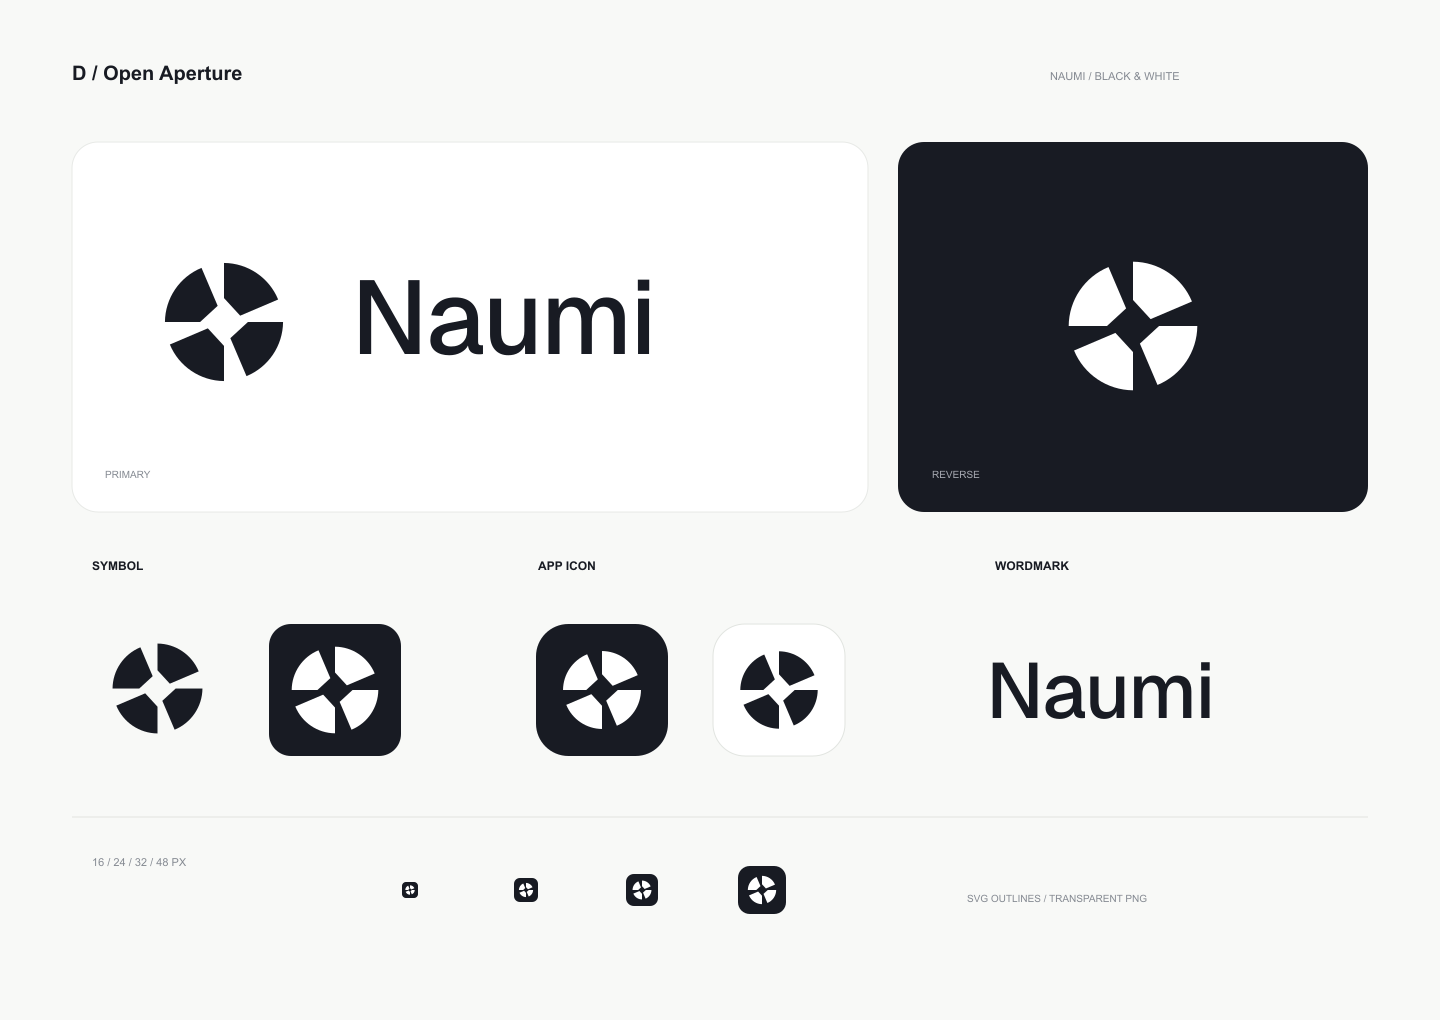 D / Open Aperture
NAUMI / BLACK & WHITE
Naumi
PRIMARY
REVERSE
SYMBOL
APP ICON
WORDMARK
Naumi
16 / 24 / 32 / 48 PX
SVG OUTLINES / TRANSPARENT PNG